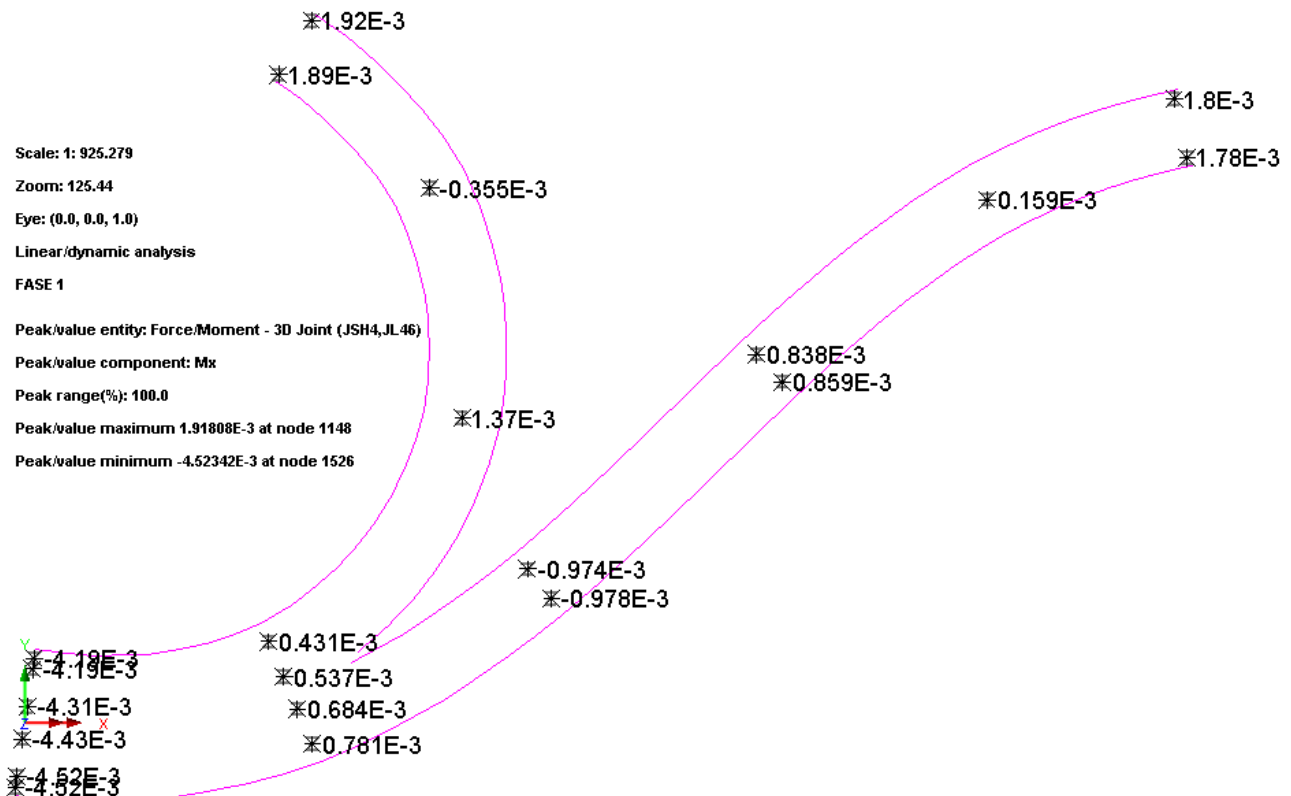 1.92E-3
1.89E-3
1.8E-3
Scale: 1: 925.279
1.78E-3
Zoom: 125.44
-0.355E-3
0.159E-3
Eye: (0.0, 0.0, 1.0)
Linear/dynamic analysis
FASE 1
Peak/value entity: Force/Moment - 3D Joint (JSH4,JL46)
0.838E-3
Peak/value component: Mx
0.859E-3
Peak range(%): 100.0
1.37E-3
Peak/value maximum 1.91808E-3 at node 1148
Peak/value minimum -4.52342E-3 at node 1526
-0.974E-3
-0.978E-3
0.431E-3
Y
-4.19E-3
-4.19E-3
0.537E-3
-4.31E-3
0.684E-3
Z
X
-4.43E-3
0.781E-3
-4.52E-3
-4.52E-3